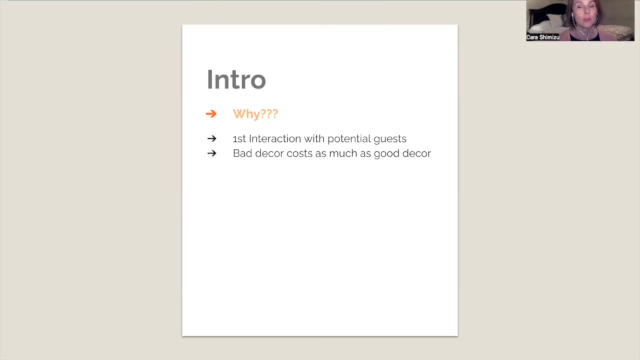 Dara Shimizu
Intro
➔ Why???
➔ 1st Interaction with potential guests
➔ Bad decor costs as much as good decor